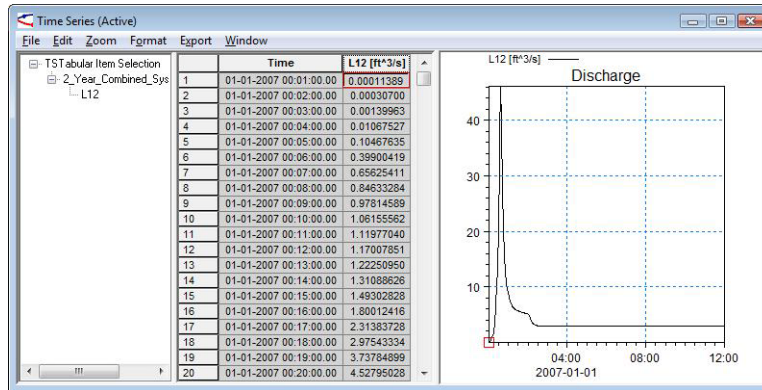 Time Series (Active)
File Edit Zoom Format Export Window
TSTabular Item Selection
2_Year_Combined_Sys
L12
Time L12 [ft^3/s]
1 01-01-2007 00:01:00.00 0.00011389
2 01-01-2007 00:02:00.00 0.00030700
3 01-01-2007 00:03:00.00 0.00139963
4 01-01-2007 00:04:00.00 0.01067527
5 01-01-2007 00:05:00.00 0.10467635
6 01-01-2007 00:06:00.00 0.39900419
7 01-01-2007 00:07:00.00 0.65625411
8 01-01-2007 00:08:00.00 0.84633284
9 01-01-2007 00:09:00.00 0.97814589
10 01-01-2007 00:10:00.00 1.06155562
11 01-01-2007 00:11:00.00 1.11977040
12 01-01-2007 00:12:00.00 1.17007851
13 01-01-2007 00:13:00.00 1.22250950
14 01-01-2007 00:14:00.00 1.31088626
15 01-01-2007 00:15:00.00 1.49302828
16 01-01-2007 00:16:00.00 1.80012416
17 01-01-2007 00:17:00.00 2.31383728
18 01-01-2007 00:18:00.00 2.97543334
19 01-01-2007 00:19:00.00 3.73784899
20 01-01-2007 00:20:00.00 4.52795028
L12 [ft^3/s]
Discharge
40
30
20
10
04:00 08:00 12:00
2007-01-01